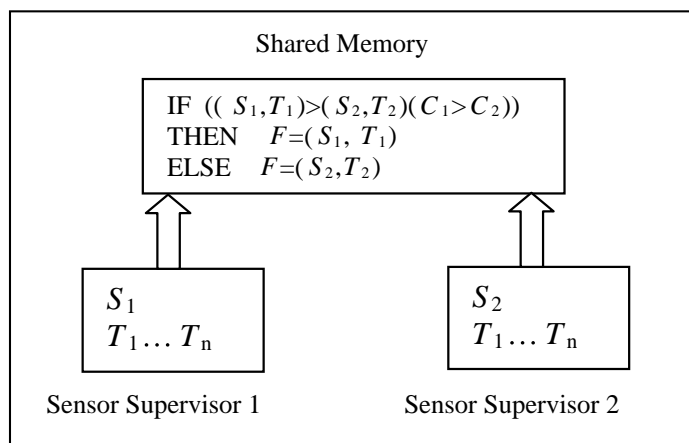 Shared Memory
IF (( S₁,T₁)>(S₂,T₂)(C₁>C₂))
THEN F=(S₁, T₁)
ELSE F=(S₂,T₂)
S₁
T₁... Tₙ
S₂
T₁... Tₙ
Sensor Supervisor 1
Sensor Supervisor 2